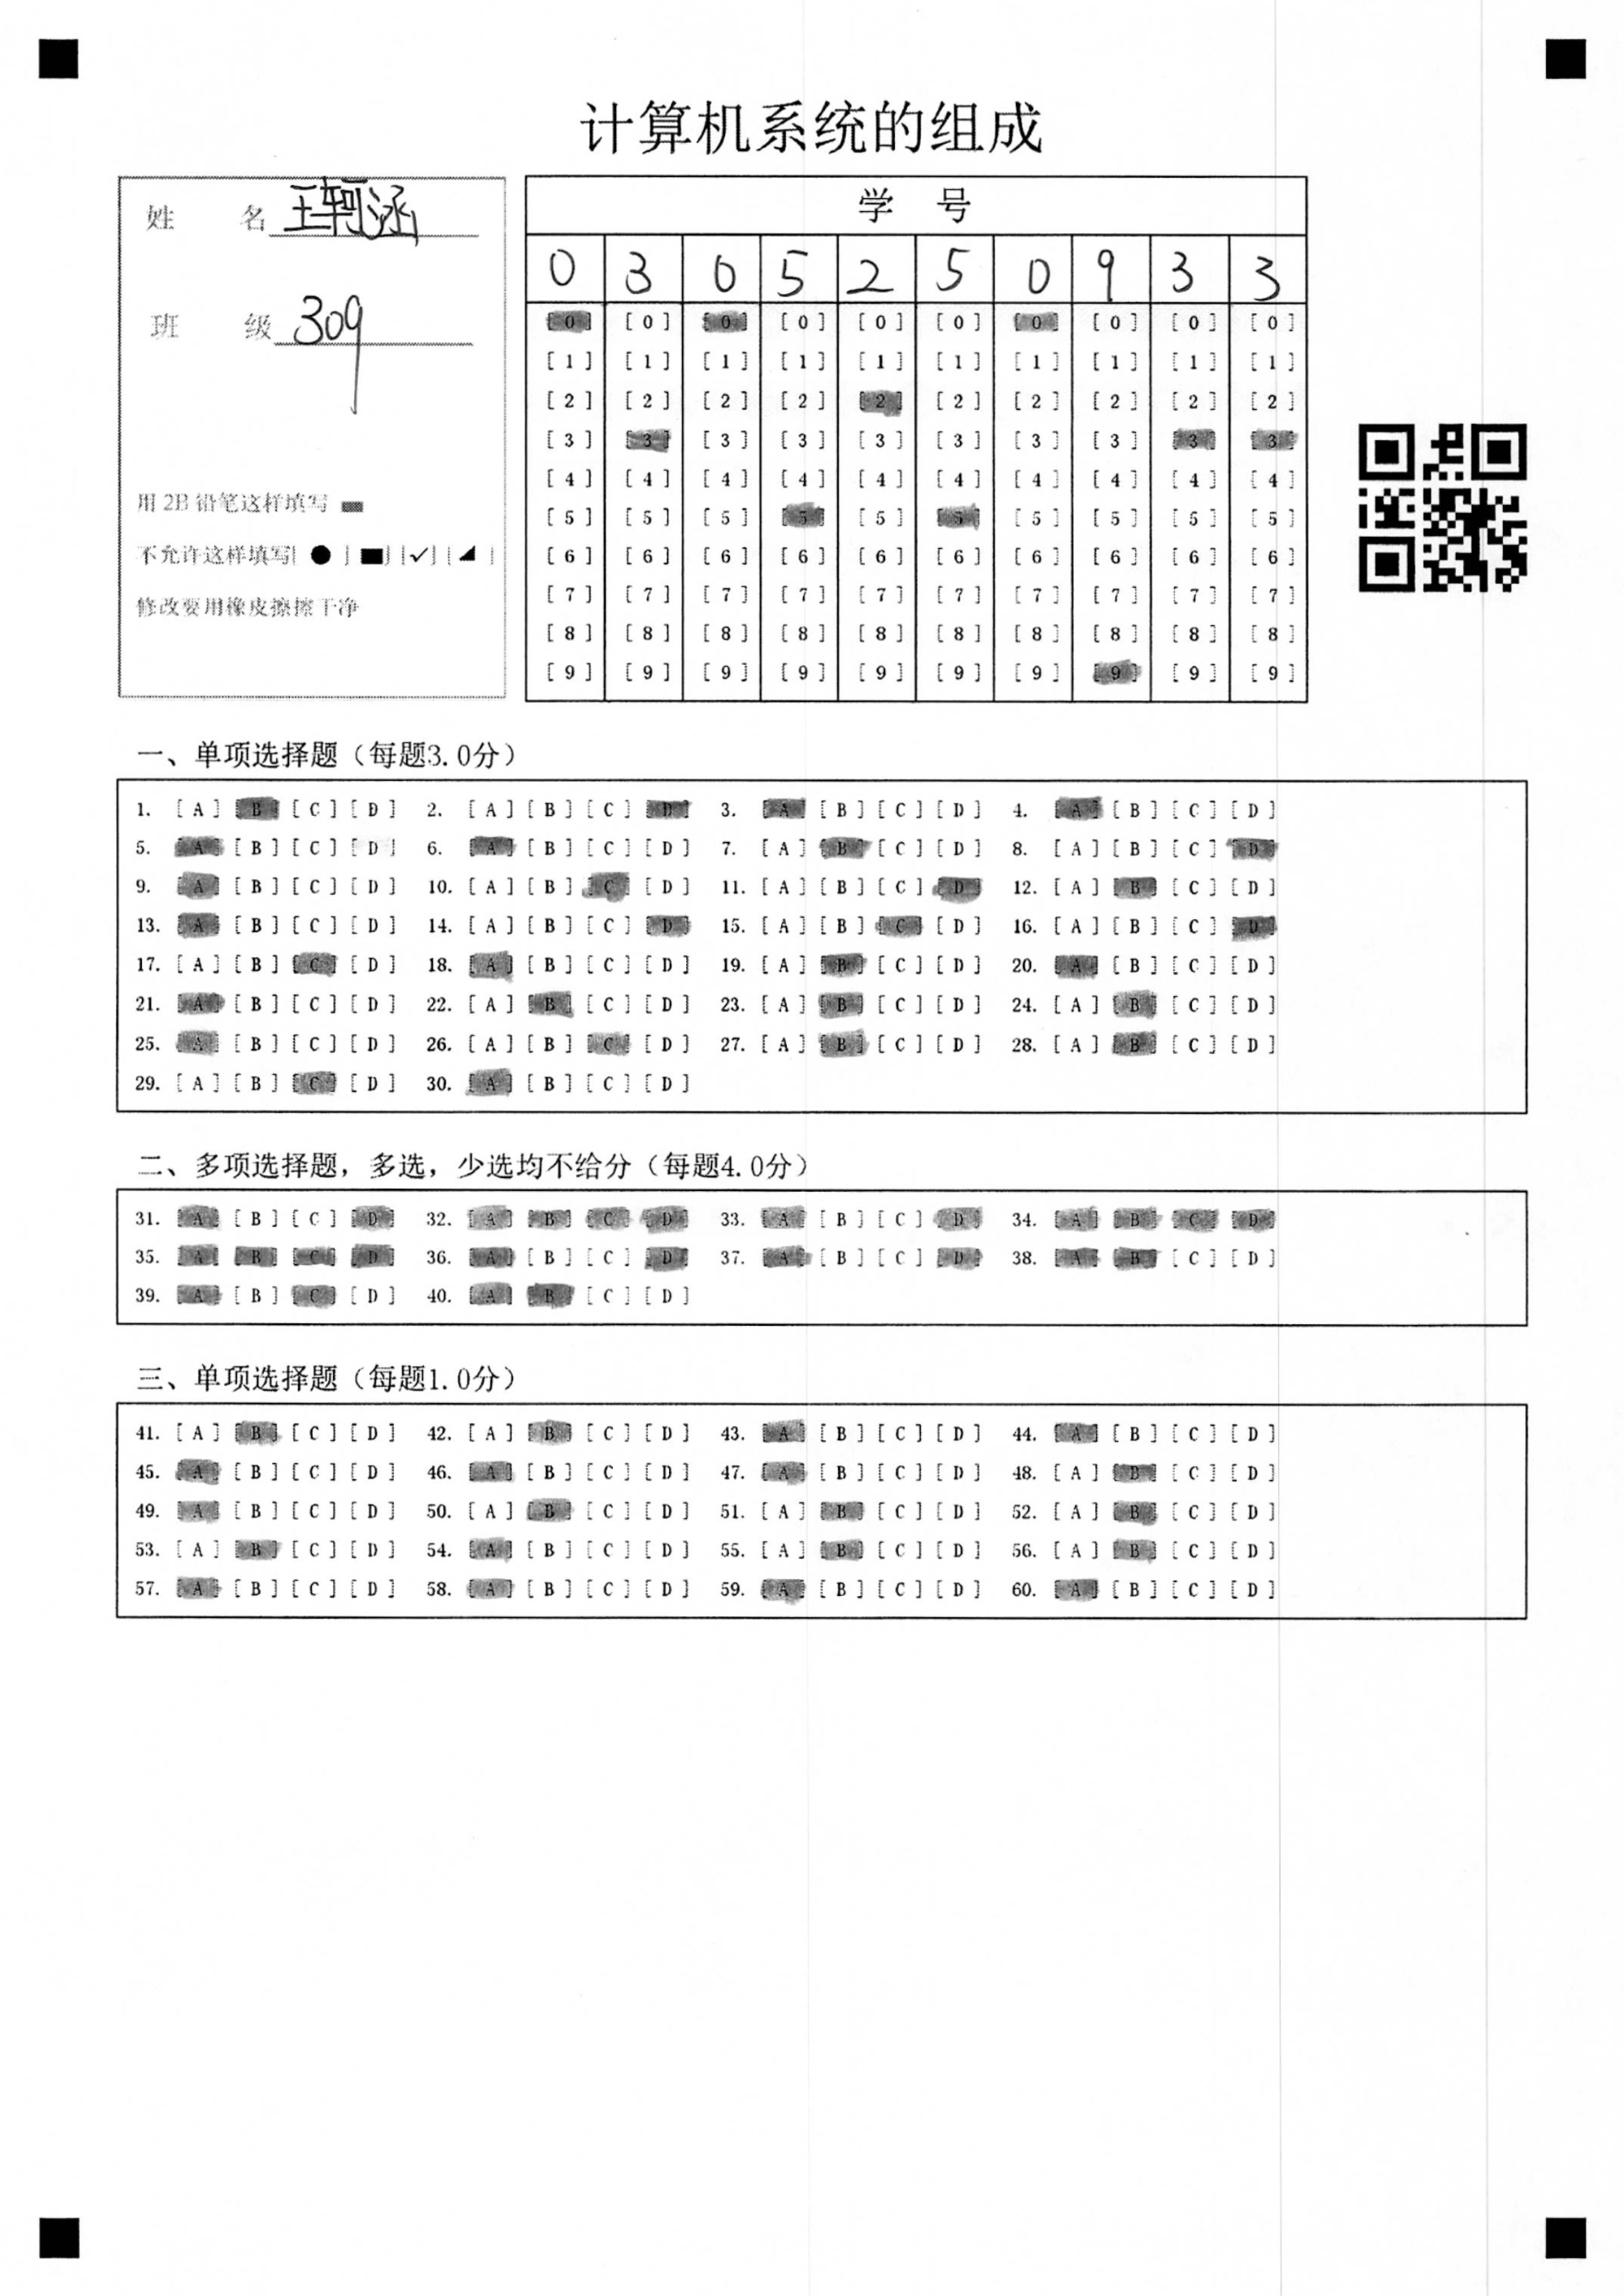 计算机系统的组成
姓 名 王轲涵
班 级 309
用 2B 铅笔这样填写
不允许这样填写[ ● ] [■] [✓] [◢ ]
修改要用橡皮擦擦干净
学 号
0 3 0 5 2 5 0 9 3 3
[0] [0] [0] [0] [0] [0] [0] [0] [0] [0]
[1] [1] [1] [1] [1] [1] [1] [1] [1] [1]
[2] [2] [2] [2] [2] [2] [2] [2] [2] [2]
[3] [3] [3] [3] [3] [3] [3] [3] [3] [3]
[4] [4] [4] [4] [4] [4] [4] [4] [4] [4]
[5] [5] [5] [5] [5] [5] [5] [5] [5] [5]
[6] [6] [6] [6] [6] [6] [6] [6] [6] [6]
[7] [7] [7] [7] [7] [7] [7] [7] [7] [7]
[8] [8] [8] [8] [8] [8] [8] [8] [8] [8]
[9] [9] [9] [9] [9] [9] [9] [9] [9] [9]
一、单项选择题（每题3.0分）
1. [A] [B] [C] [D] 2. [A] [B] [C] [D] 3. [A] [B] [C] [D] 4. [A] [B] [C] [D]
5. [A] [B] [C] [D] 6. [A] [B] [C] [D] 7. [A] [B] [C] [D] 8. [A] [B] [C] [D]
9. [A] [B] [C] [D] 10. [A] [B] [C] [D] 11. [A] [B] [C] [D] 12. [A] [B] [C] [D]
13. [A] [B] [C] [D] 14. [A] [B] [C] [D] 15. [A] [B] [C] [D] 16. [A] [B] [C] [D]
17. [A] [B] [C] [D] 18. [A] [B] [C] [D] 19. [A] [B] [C] [D] 20. [A] [B] [C] [D]
21. [A] [B] [C] [D] 22. [A] [B] [C] [D] 23. [A] [B] [C] [D] 24. [A] [B] [C] [D]
25. [A] [B] [C] [D] 26. [A] [B] [C] [D] 27. [A] [B] [C] [D] 28. [A] [B] [C] [D]
29. [A] [B] [C] [D] 30. [A] [B] [C] [D]
二、多项选择题，多选，少选均不给分（每题4.0分）
31. [A] [B] [C] [D] 32. [A] [B] [C] [D] 33. [A] [B] [C] [D] 34. [A] [B] [C] [D]
35. [A] [B] [C] [D] 36. [A] [B] [C] [D] 37. [A] [B] [C] [D] 38. [A] [B] [C] [D]
39. [A] [B] [C] [D] 40. [A] [B] [C] [D]
三、单项选择题（每题1.0分）
41. [A] [B] [C] [D] 42. [A] [B] [C] [D] 43. [A] [B] [C] [D] 44. [A] [B] [C] [D]
45. [A] [B] [C] [D] 46. [A] [B] [C] [D] 47. [A] [B] [C] [D] 48. [A] [B] [C] [D]
49. [A] [B] [C] [D] 50. [A] [B] [C] [D] 51. [A] [B] [C] [D] 52. [A] [B] [C] [D]
53. [A] [B] [C] [D] 54. [A] [B] [C] [D] 55. [A] [B] [C] [D] 56. [A] [B] [C] [D]
57. [A] [B] [C] [D] 58. [A] [B] [C] [D] 59. [A] [B] [C] [D] 60. [A] [B] [C] [D]